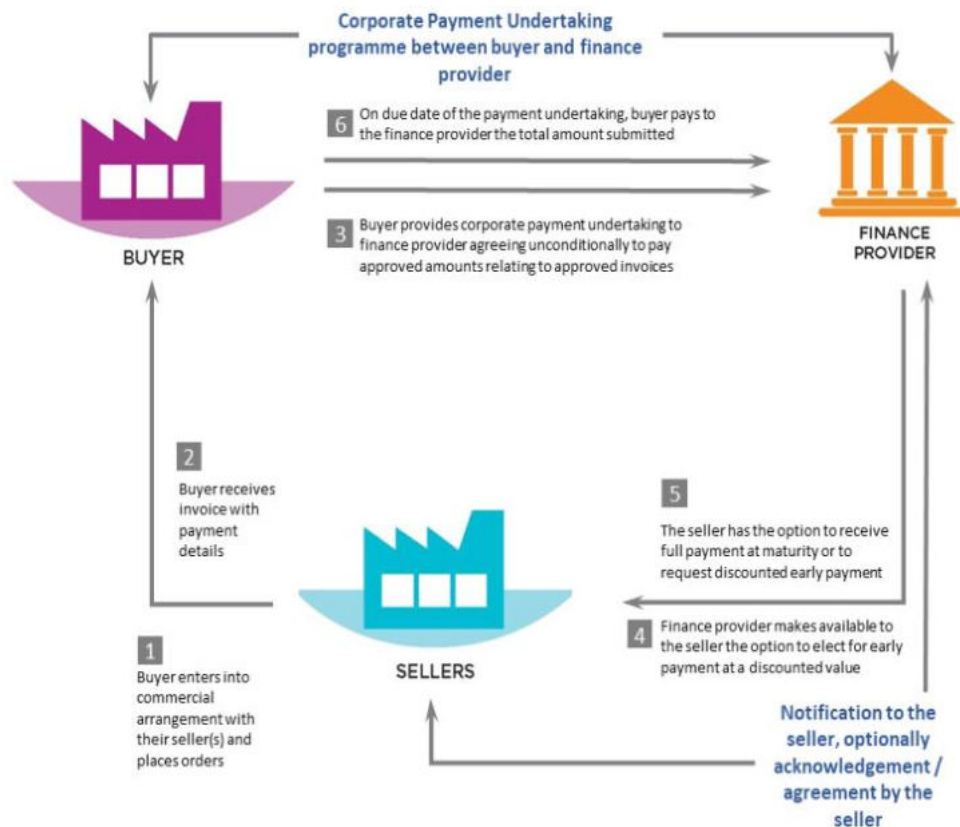 Corporate Payment Undertaking
programme between buyer and finance
provider
6
On due date of the payment undertaking, buyer pays to
the finance provider the total amount submitted
BUYER
3
Buyer provides corporate payment undertaking to
finance provider agreeing unconditionally to pay
approved amounts relating to approved invoices
FINANCE
PROVIDER
2
Buyer receives
invoice with
payment
details
5
The seller has the option to receive
full payment at maturity or to
request discounted early payment
1
Buyer enters into
commercial
arrangement with
their seller(s) and
places orders
SELLERS
4
Finance provider makes available to
the seller the option to elect for early
payment at a discounted value
Notification to the
seller, optionally
acknowledgement /
agreement by the
seller